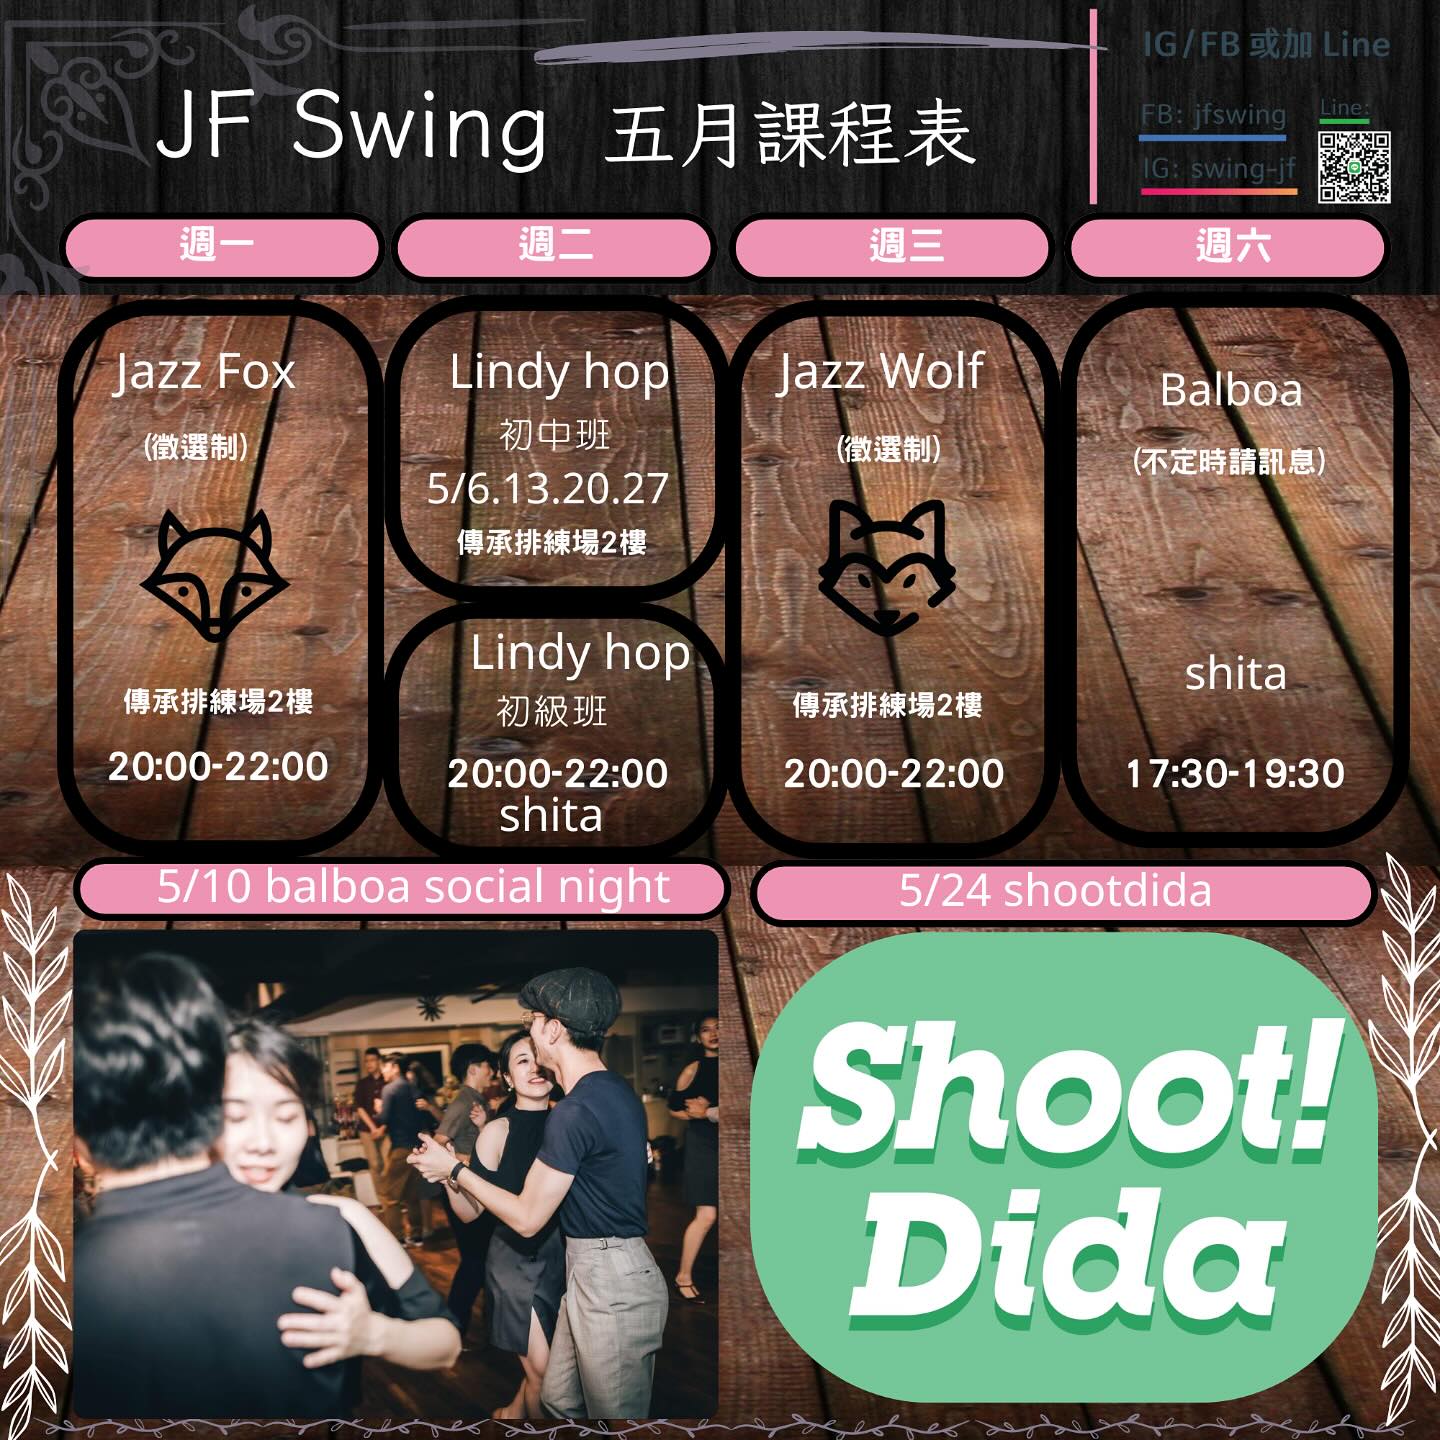 JF Swing 五月課程表
IG/FB 或加 Line
FB: jfswing
Line:
IG: swing-jf
週一
週二
週三
週六
Jazz Fox
(徵選制)
傳承排練場2樓
20:00-22:00
Lindy hop
初中班
5/6.13.20.27
傳承排練場2樓
Lindy hop
初級班
20:00-22:00
shita
Jazz Wolf
(徵選制)
傳承排練場2樓
20:00-22:00
Balboa
(不定時請訊息)
shita
17:30-19:30
5/10 balboa social night
5/24 shootdida
Shoot!
Dida